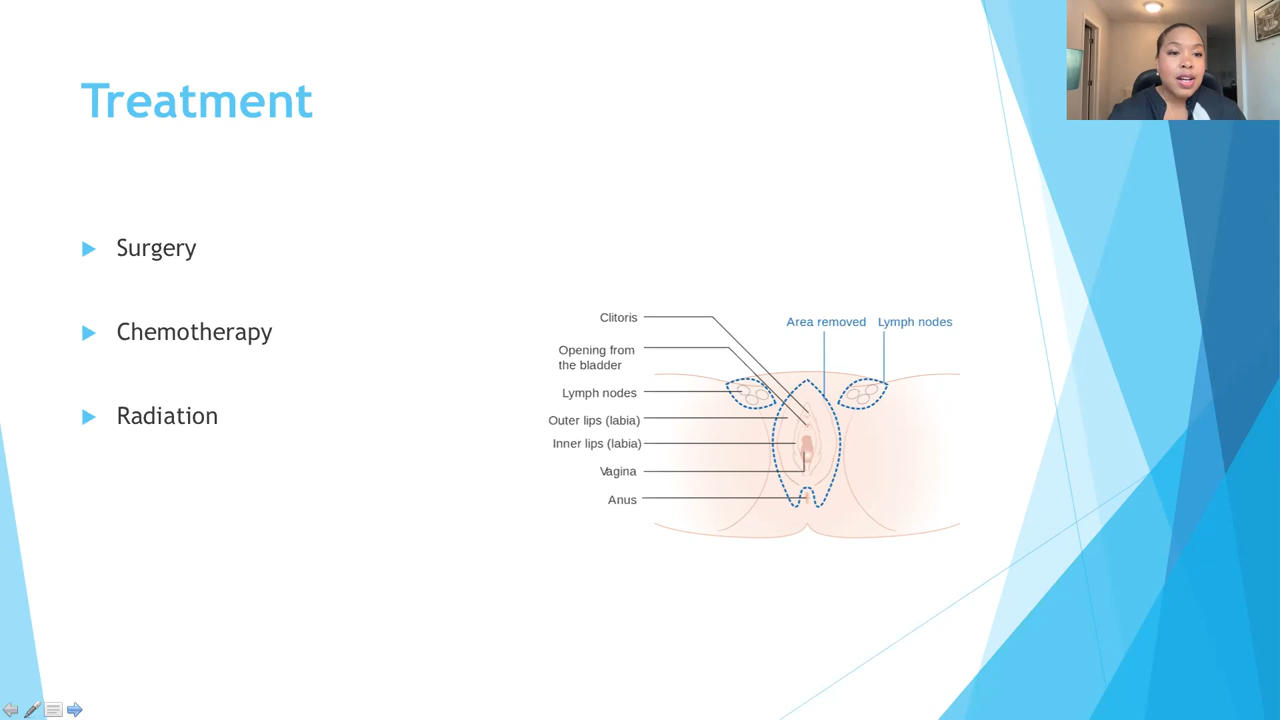 Treatment
Surgery
Chemotherapy
Radiation
Clitoris
Area removed
Lymph nodes
Opening from
the bladder
Lymph nodes
Outer lips (labia)
Inner lips (labia)
Vagina
Anus